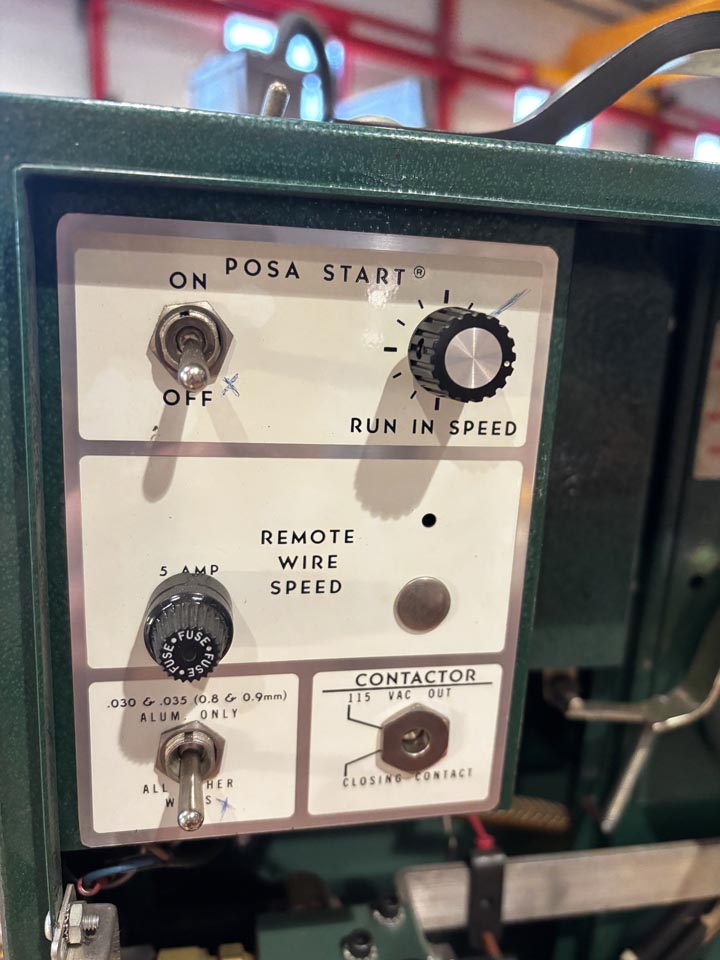 POSA START®
ON
OFF
RUN IN SPEED
REMOTE
WIRE
SPEED
5 AMP
FUSE FUSE FUSE
.030 & .035 (0.8 & 0.9mm)
ALUM. ONLY
ALL
CONTACTOR
115 VAC OUT
CLOSING CONTACT